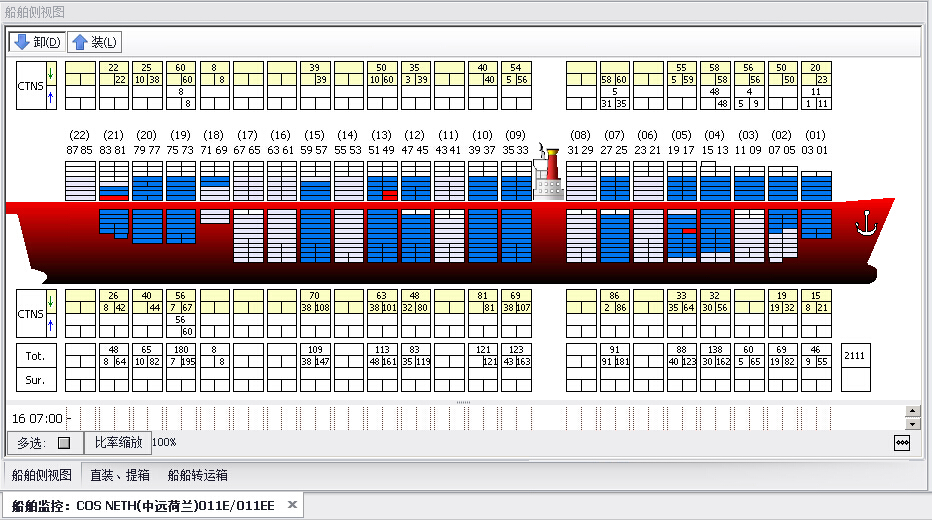 船舶侧视图
卸(D) 装(L)
22 25 60 8 39 50 35 40 54 55 58 56 50 20
CTNS 22 10 38 60 8 39 10 60 3 39 40 5 56 58 60 5 59 58 56 50 23
8 5 48 4 11
8 31 35 48 5 9 1 11
(22) (21) (20) (19) (18) (17) (16) (15) (14) (13) (12) (11) (10) (09) (08) (07) (06) (05) (04) (03) (02) (01)
87 85 83 81 79 77 75 73 71 69 67 65 63 61 59 57 55 53 51 49 47 45 43 41 39 37 35 33 31 29 27 25 23 21 19 17 15 13 11 09 07 05 03 01
26 40 56 70 63 48 81 69 86 33 32 19 15
CTNS 8 42 44 7 67 38 108 38 101 32 80 81 38 107 2 86 35 64 30 56 19 32 8 21
56
60
48 65 180 8 109 113 83 121 123 91 88 138 60 69 46
Tot. 8 64 10 82 7 195 8 38 147 48 161 35 119 121 43 163 91 181 40 123 30 162 5 65 19 82 9 55 2111
Sur.
16 07:00
多选: 比率缩放 100%
船舶侧视图 直装、提箱 船船转运箱
船舶监控: COS NETH(中远荷兰)011E/011EE